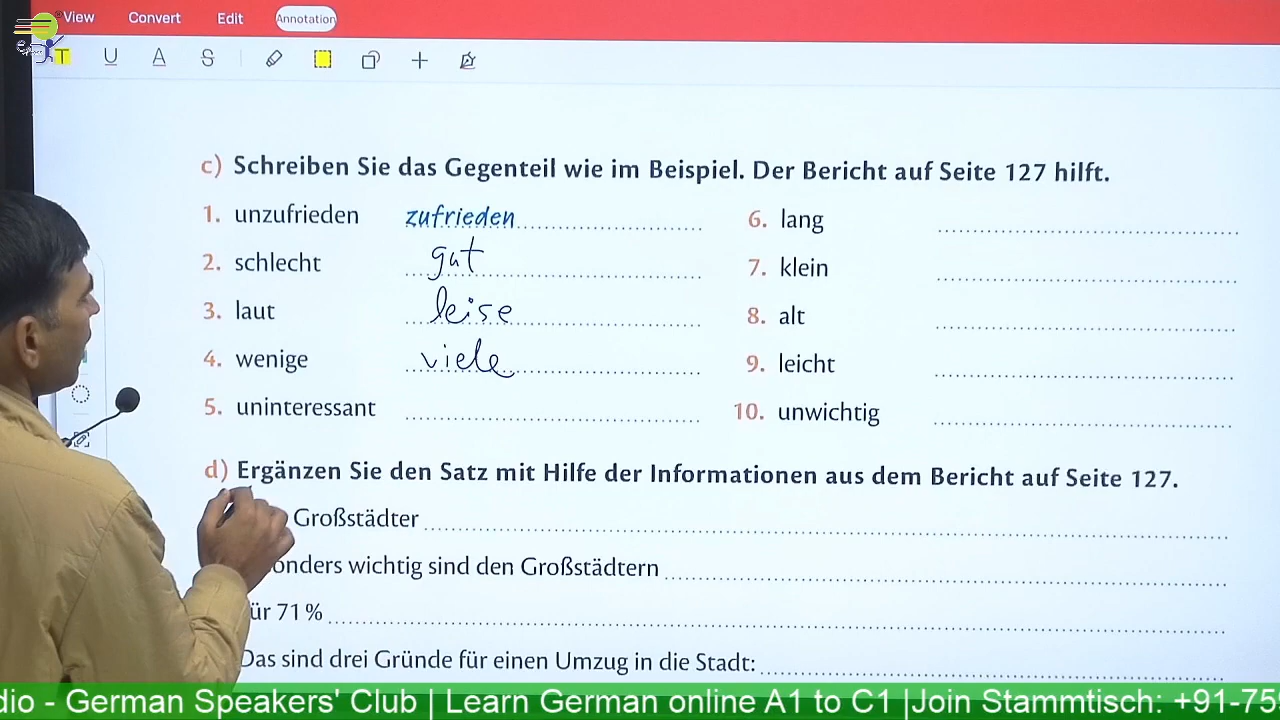 View Convert Edit Annotation
T U A S
c) Schreiben Sie das Gegenteil wie im Beispiel. Der Bericht auf Seite 127 hilft.
1. unzufrieden zufrieden
2. schlecht gut
3. laut leise
4. wenige viele
5. uninteressant
6. lang
7. klein
8. alt
9. leicht
10. unwichtig
d) Ergänzen Sie den Satz mit Hilfe der Informationen aus dem Bericht auf Seite 127.
Großstädter
onders wichtig sind den Großstädtern
ür 71 %
Das sind drei Gründe für einen Umzug in die Stadt:
dio - German Speakers' Club | Learn German online A1 to C1 |Join Stammtisch: +91-755